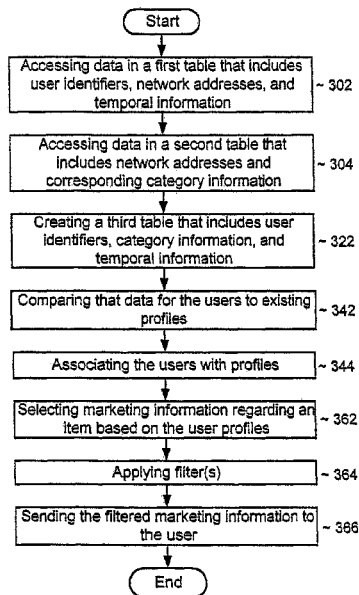 Start
Accessing data in a first table that includes
user identifiers, network addresses, and
temporal information
~ 302
Accessing data in a second table that
includes network addresses and
corresponding category information
~ 304
Creating a third table that includes user
identifiers, category information, and
temporal information
~ 322
Comparing that data for the users to existing
profiles
~ 342
Associating the users with profiles
~ 344
Selecting marketing information regarding an
item based on the user profiles
~ 362
Applying filter(s)
~ 364
Sending the filtered marketing information to
the user
~ 366
End